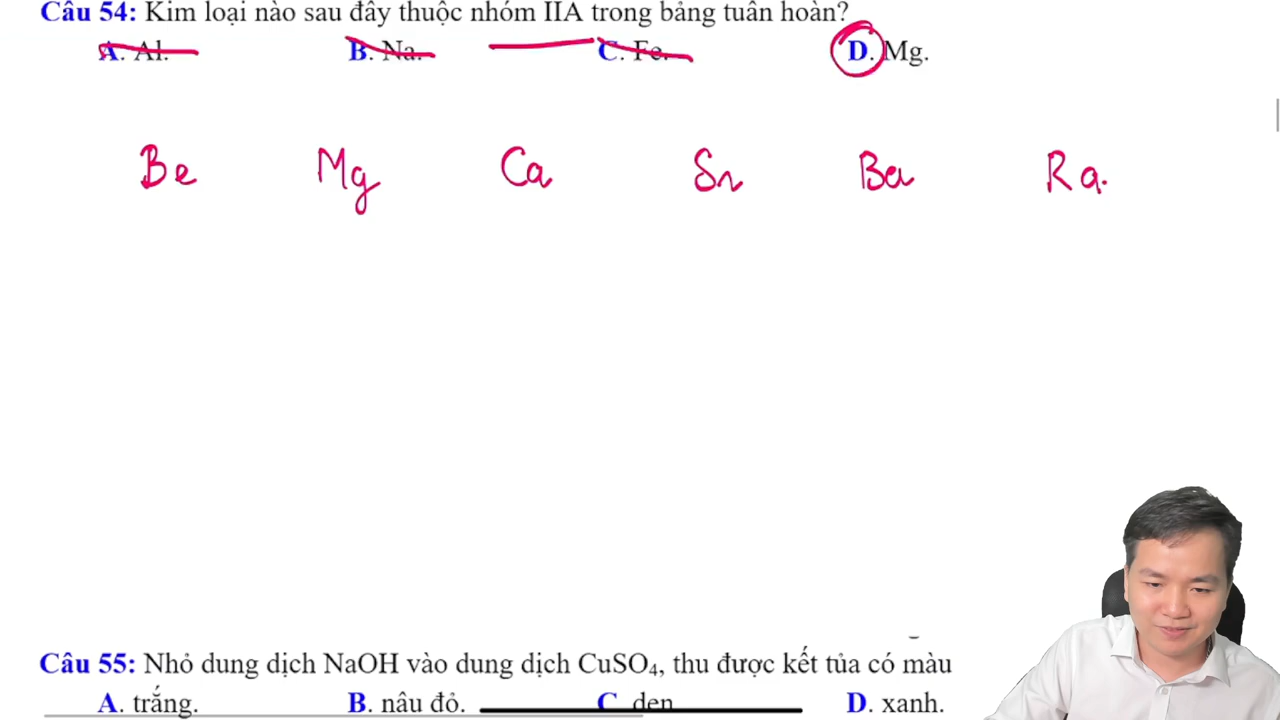 Câu 54: Kim loại nào sau đây thuộc nhóm IIA trong bảng tuần hoàn?
A. Al. B. Na. C. Fe. D. Mg.
Be Mg Ca Sr Ba Ra.
Câu 55: Nhỏ dung dịch NaOH vào dung dịch CuSO₄, thu được kết tủa có màu
A. trắng. B. nâu đỏ. C đen D. xanh.